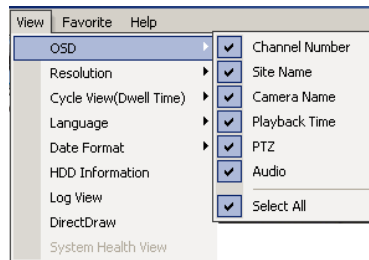 View Favorite Help
OSD
Resolution
Cycle View(Dwell Time)
Language
Date Format
HDD Information
Log View
DirectDraw
System Health View
Channel Number
Site Name
Camera Name
Playback Time
PTZ
Audio
Select All